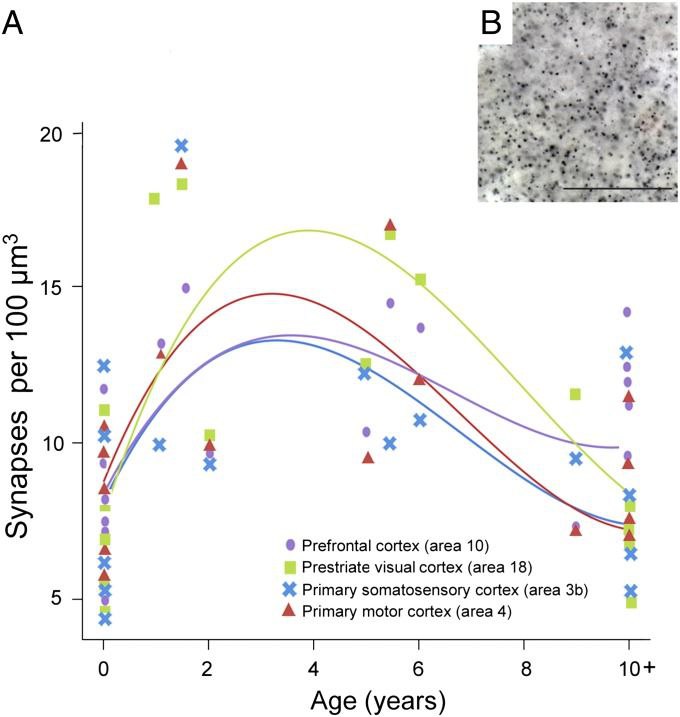 A
B
Synapses per 100 μm³
20
15
10
5
Prefrontal cortex (area 10)
Prestriate visual cortex (area 18)
Primary somatosensory cortex (area 3b)
Primary motor cortex (area 4)
0
2
4
6
8
10+
Age (years)